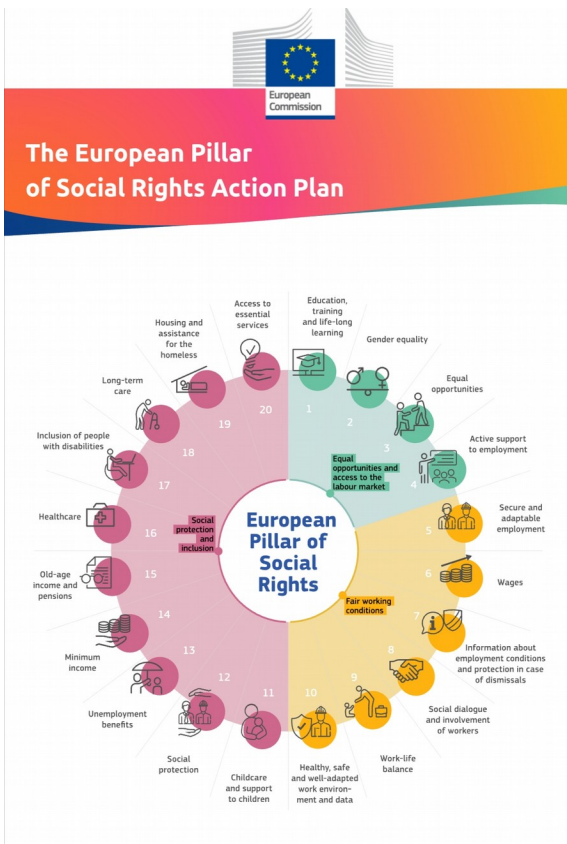 European
Commission
The European Pillar
of Social Rights Action Plan
Education,
training
and life-long
learning
1
Gender equality
2
Equal
opportunities
3
Active support
to employment
4
Equal
opportunities and
access to the
labour market
Secure and
adaptable
employment
5
Wages
6
Information about
employment conditions
and protection in case
of dismissals
7
Social dialogue
and involvement
of workers
8
Work-life
balance
9
Healthy, safe
and well-adapted
work environ-
ment and data
10
Fair working
conditions
Childcare
and support
to children
11
Social
protection
12
Unemployment
benefits
13
Minimum
income
14
Old-age
income and
pensions
15
Healthcare
16
Inclusion of people
with disabilities
17
Long-term
care
18
Housing and
assistance
for the
homeless
19
Access to
essential
services
20
Social
protection
and
inclusion
European
Pillar of
Social
Rights